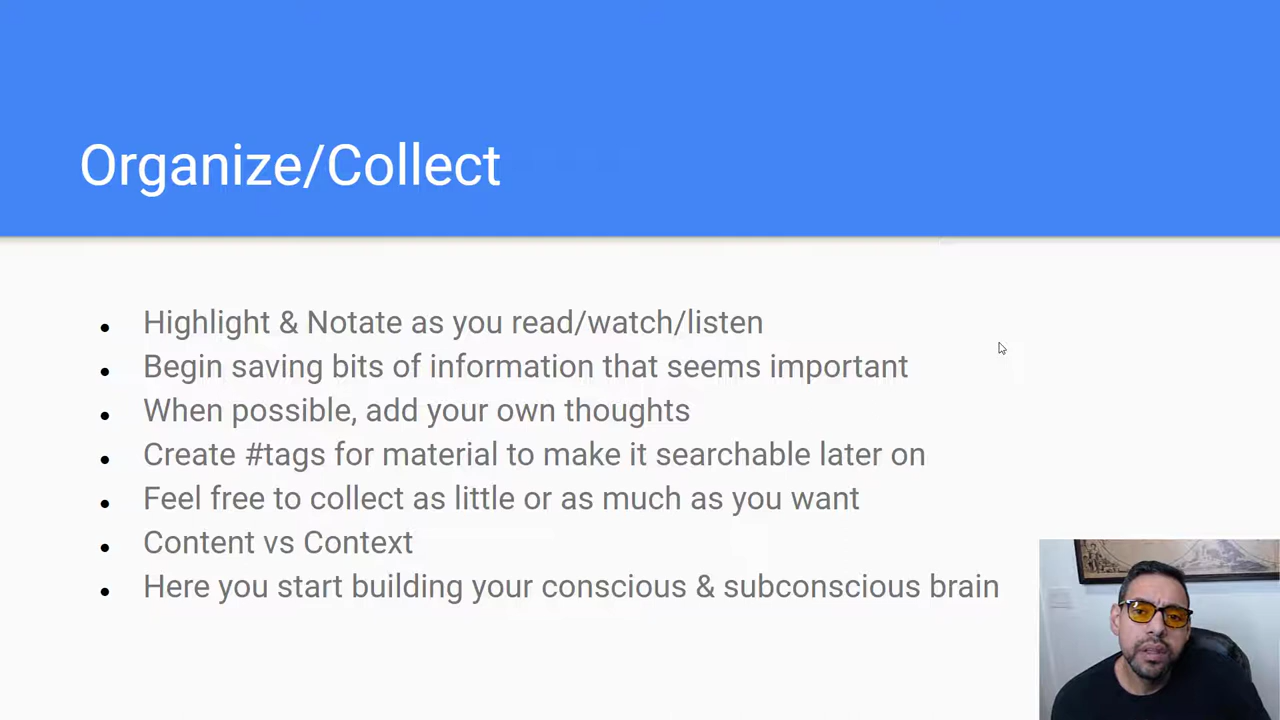 Organize/Collect
Highlight & Notate as you read/watch/listen
Begin saving bits of information that seems important
When possible, add your own thoughts
Create #tags for material to make it searchable later on
Feel free to collect as little or as much as you want
Content vs Context
Here you start building your conscious & subconscious brain